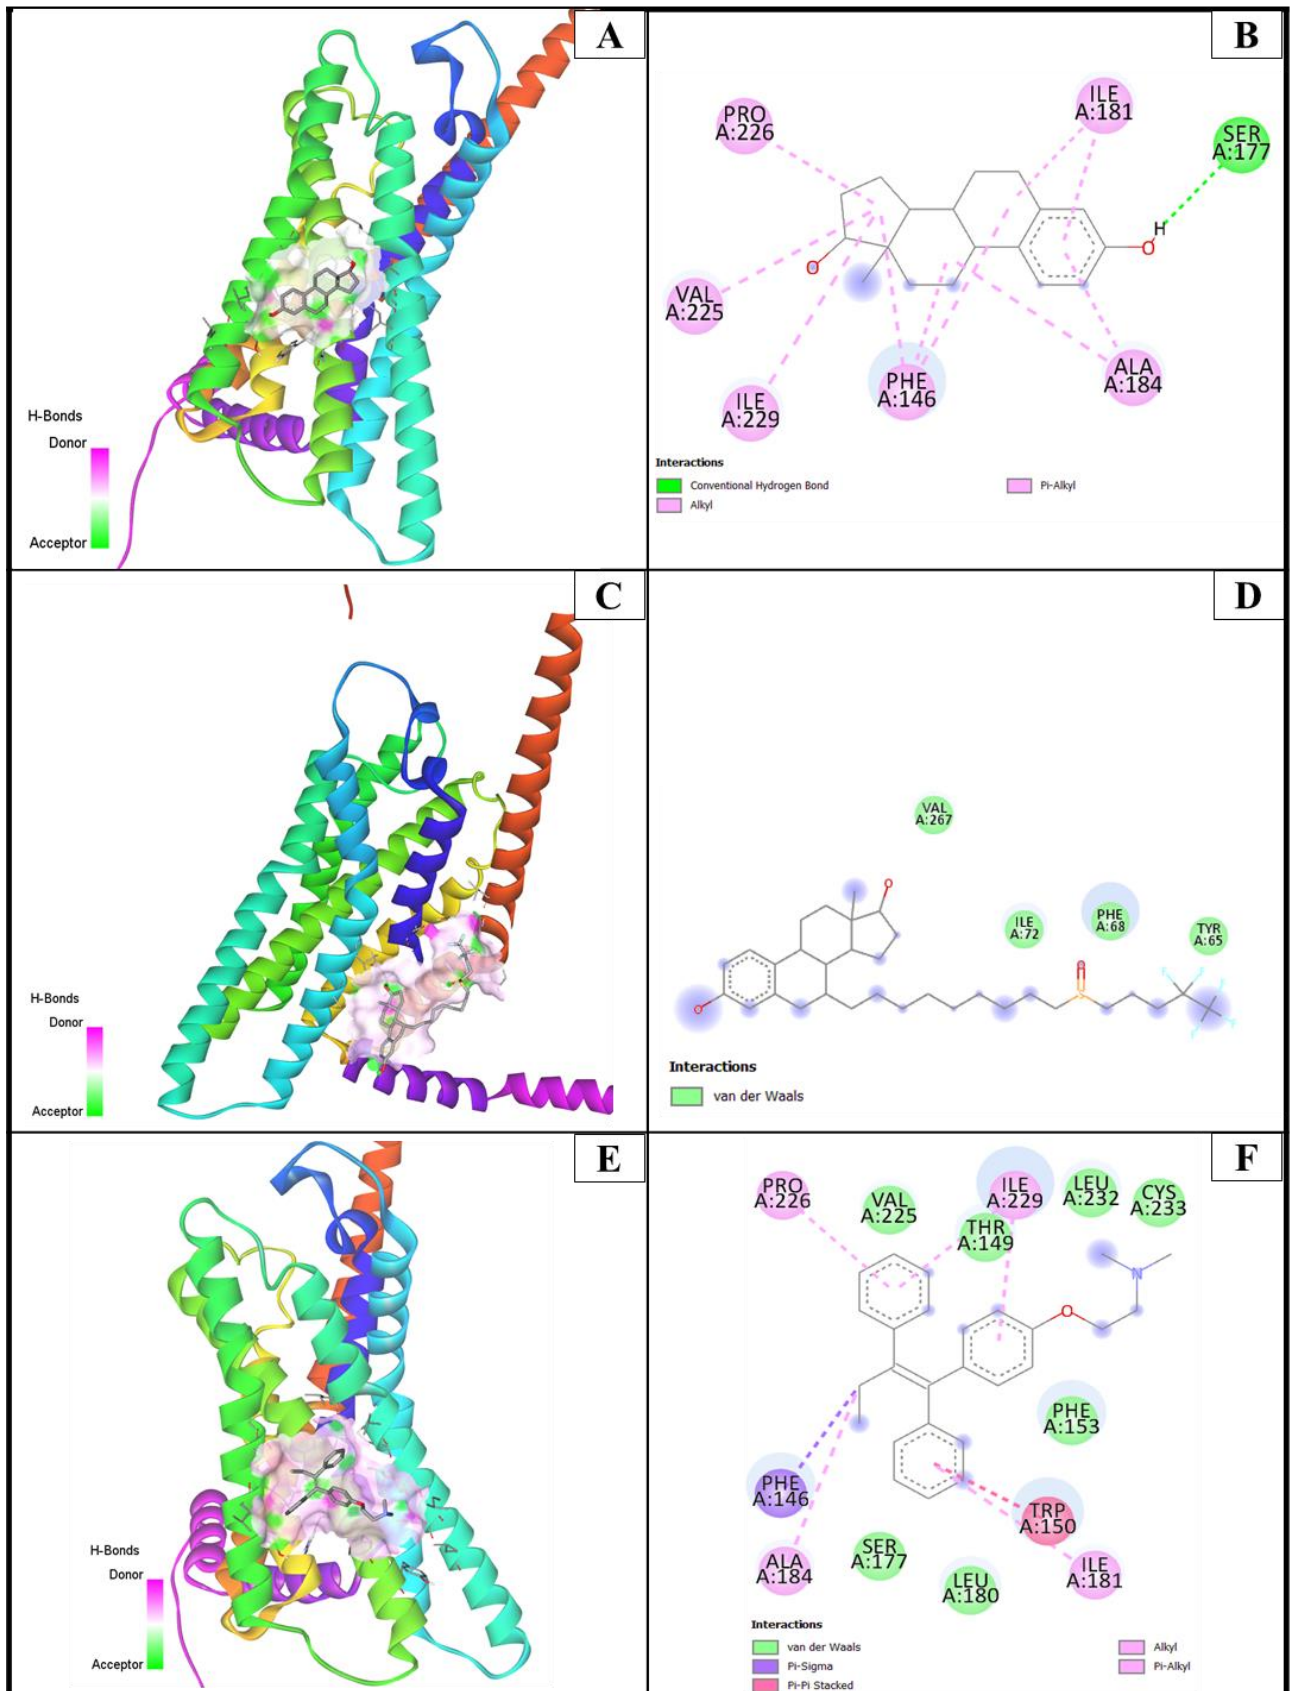 A
H-Bonds
Donor
Acceptor
B
PRO
A:226
ILE
A:181
SER
A:177
H
O
O
VAL
A:225
ILE
A:229
PHE
A:146
ALA
A:184
Interactions
Conventional Hydrogen Bond
Alkyl
Pi-Alkyl
C
H-Bonds
Donor
Acceptor
D
VAL
A:267
O
ILE
A:72
PHE
A:68
TYR
A:65
O
O
S
F
F
F
F
F
Interactions
van der Waals
E
H-Bonds
Donor
Acceptor
F
PRO
A:226
VAL
A:225
ILE
A:229
THR
A:149
LEU
A:232
CYS
A:233
N
O
PHE
A:153
PHE
A:146
TRP
A:150
ALA
A:184
SER
A:177
LEU
A:180
ILE
A:181
Interactions
van der Waals
Pi-Sigma
Pi-Pi Stacked
Alkyl
Pi-Alkyl